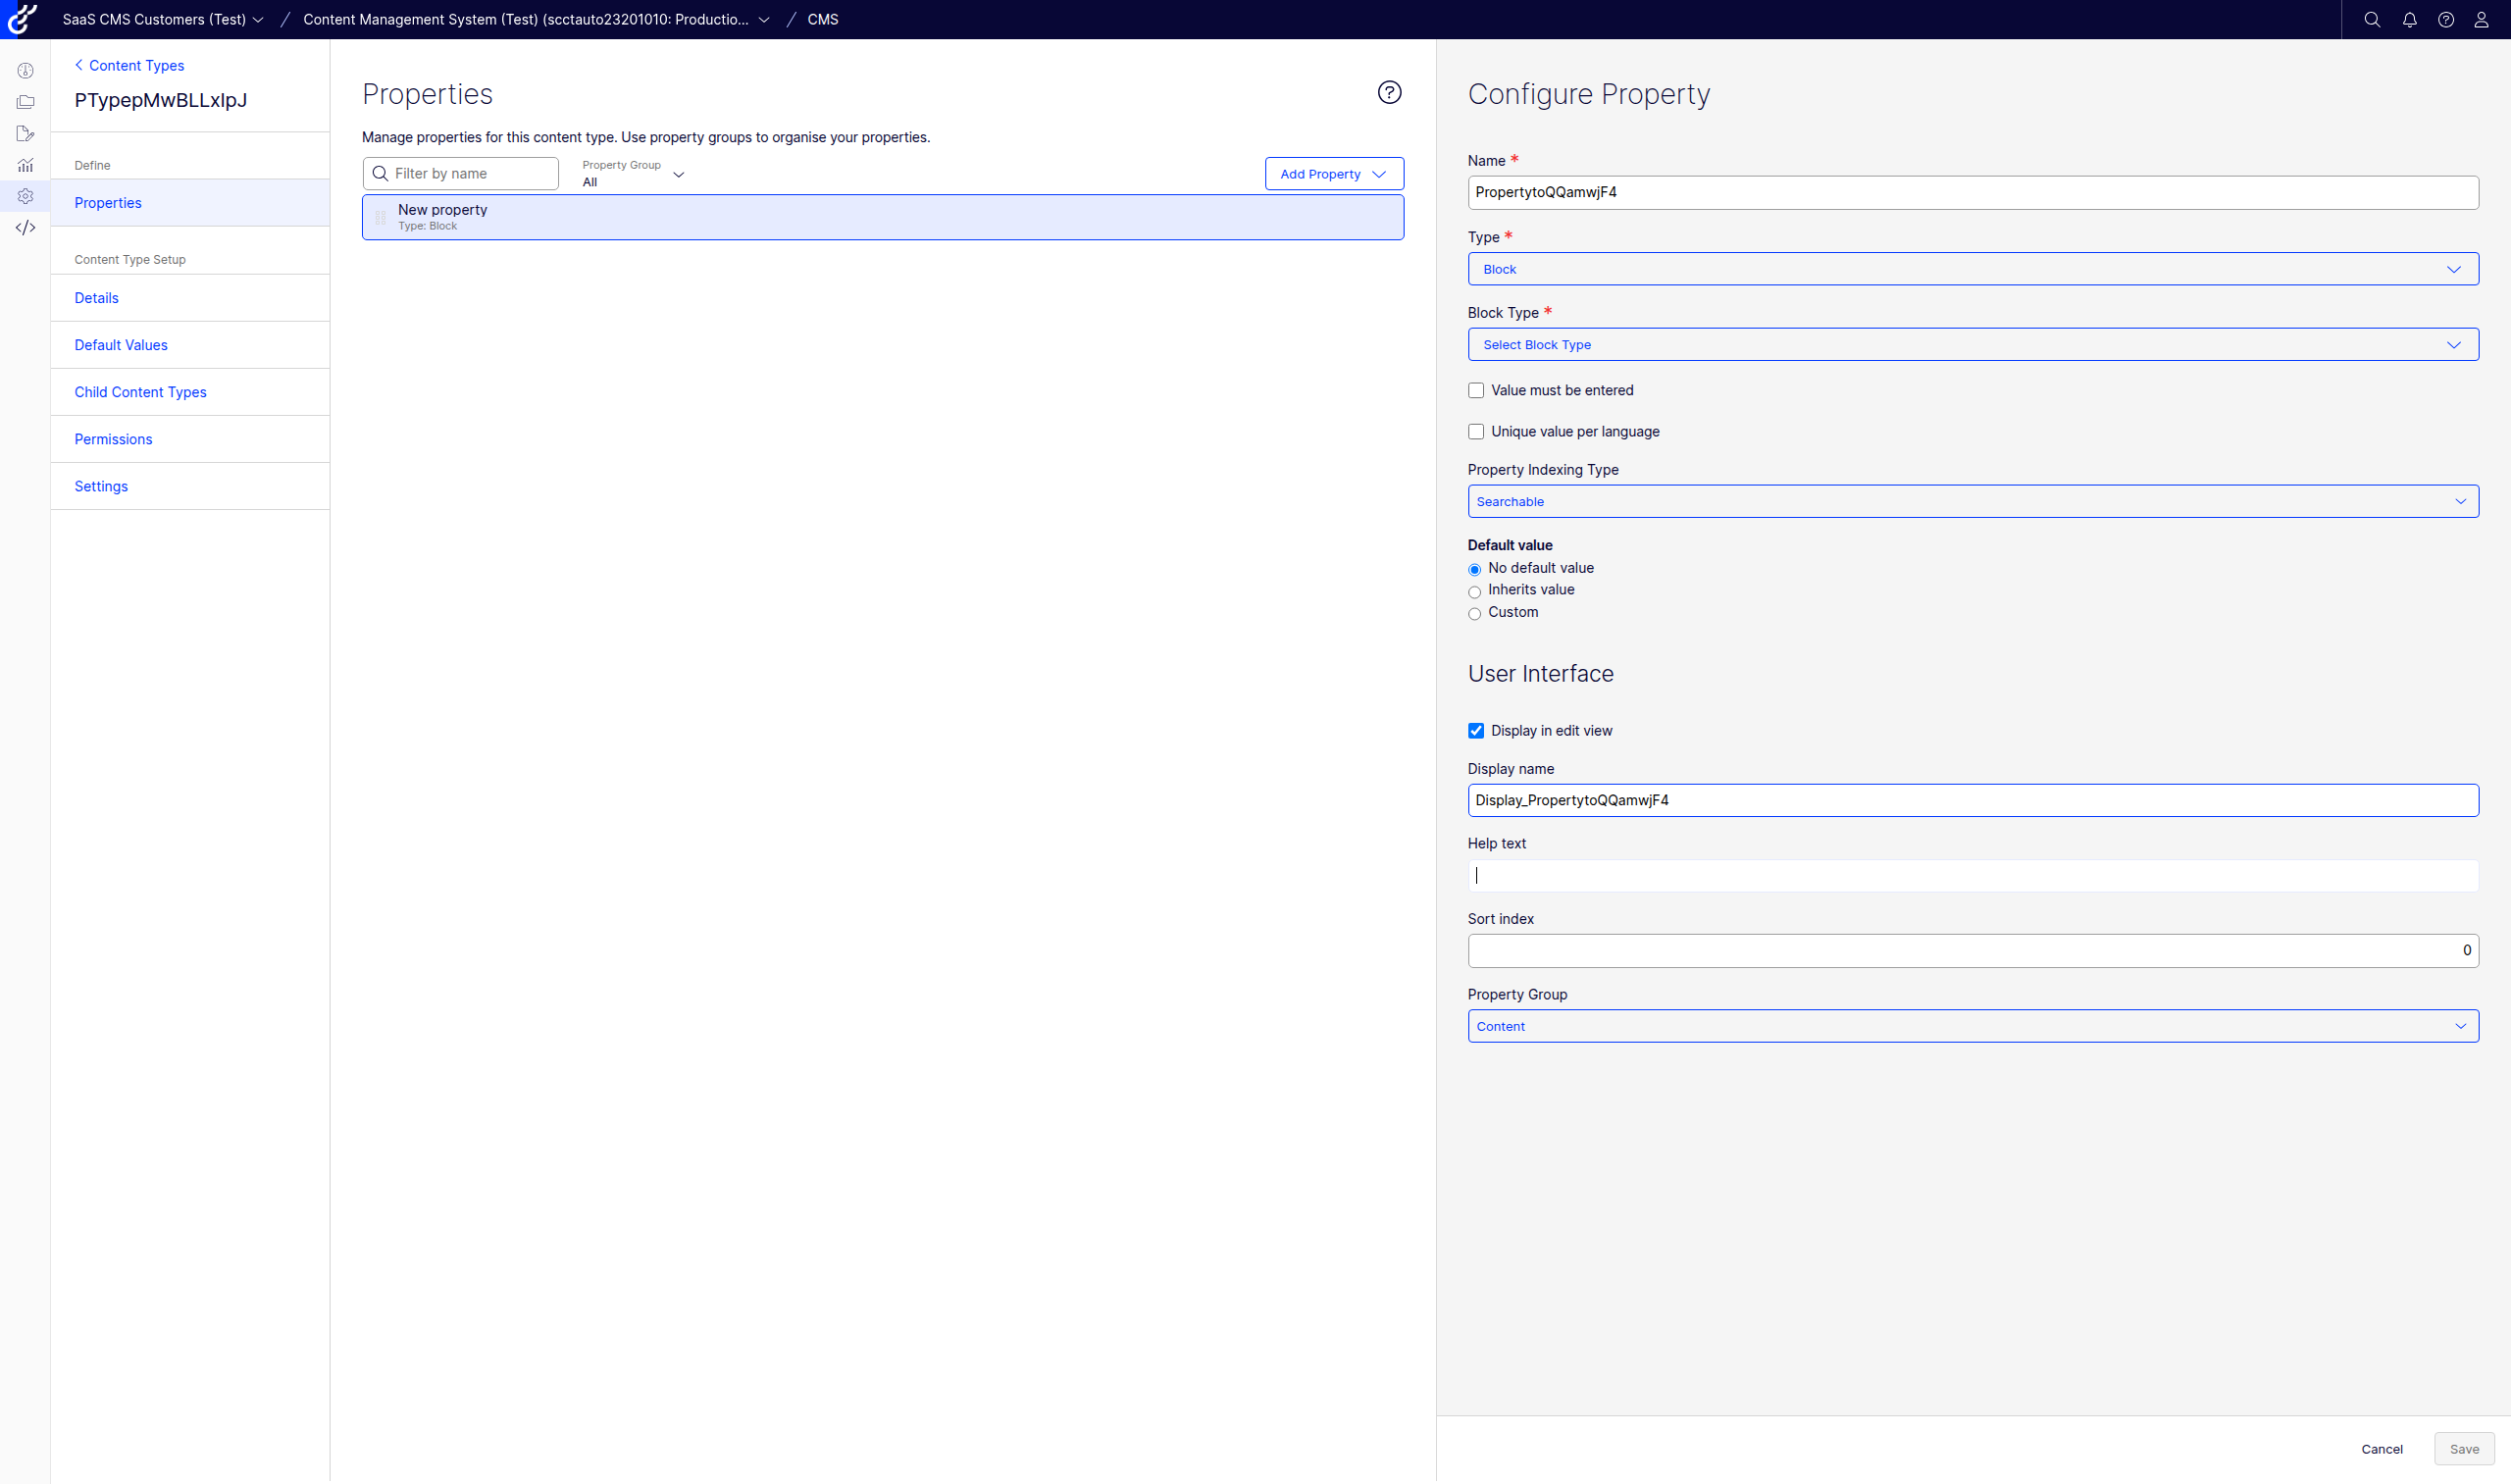 SaaS CMS Customers (Test) / Content Management System (Test) (scctauto23201010: Productio... / CMS
Content Types
PTypepMwBLLxIpJ
Define
Properties
Content Type Setup
Details
Default Values
Child Content Types
Permissions
Settings
Properties
Manage properties for this content type. Use property groups to organise your properties.
Filter by name
Property Group
All
Add Property
New property
Type: Block
Configure Property
Name *
PropertytoQQamwjF4
Type *
Block
Block Type *
Select Block Type
Value must be entered
Unique value per language
Property Indexing Type
Searchable
Default value
No default value
Inherits value
Custom
User Interface
Display in edit view
Display name
Display_PropertytoQQamwjF4
Help text
Sort index
0
Property Group
Content
Cancel
Save